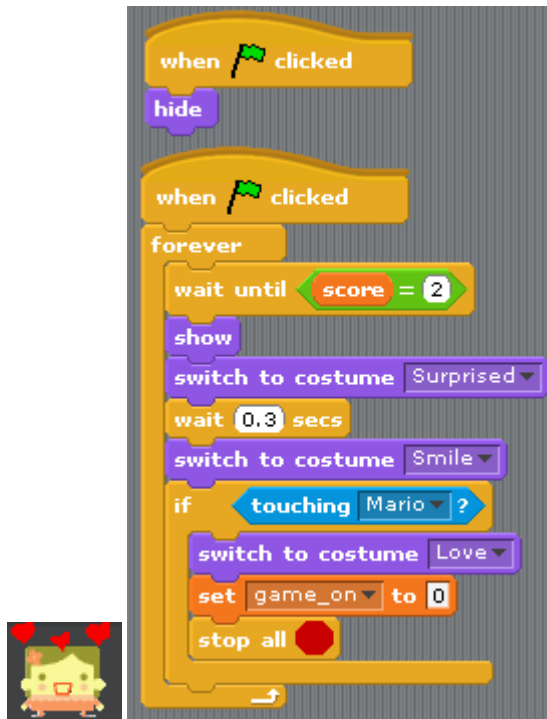 when clicked
hide
when clicked
forever
wait until score = 2
show
switch to costume Surprised
wait 0.3 secs
switch to costume Smile
if touching Mario ?
switch to costume Love
set game_on to 0
stop all